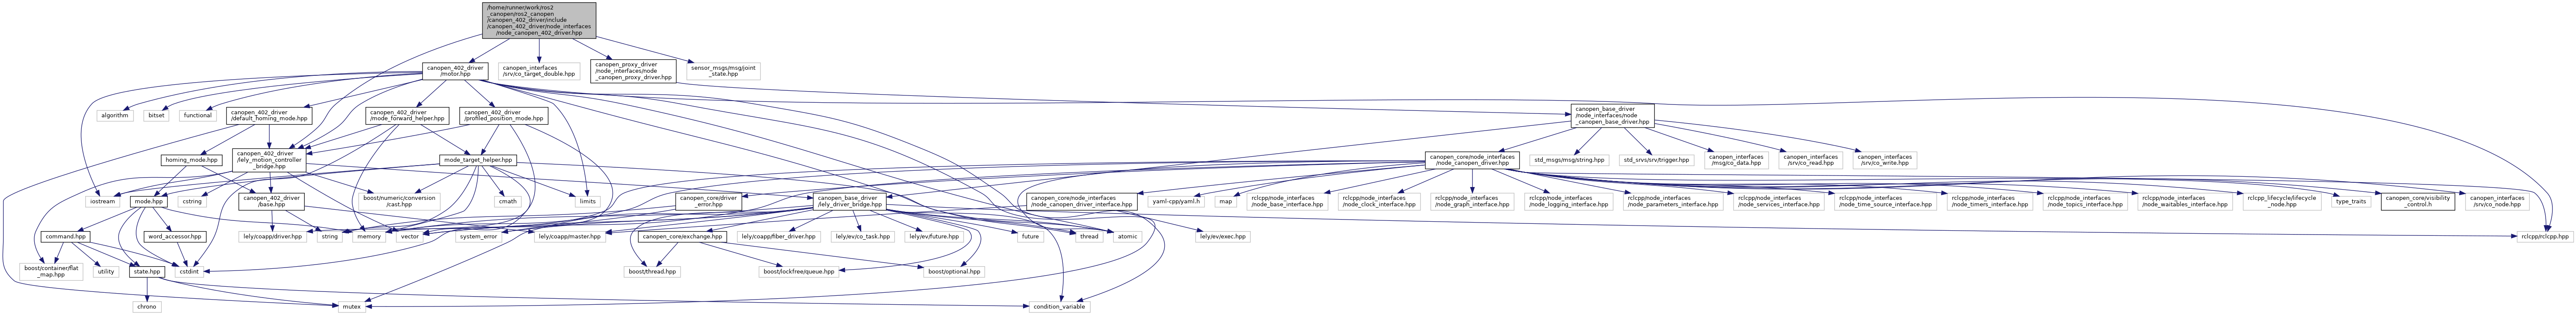 /home/runner/work/ros2
_canopen/ros2_canopen
/canopen_402_driver/include
/canopen_402_driver/node_interfaces
/node_canopen_402_driver.hpp
canopen_402_driver
/motor.hpp
canopen_interfaces
/srv/co_target_double.hpp
canopen_proxy_driver
/node_interfaces/node
_canopen_proxy_driver.hpp
sensor_msgs/msg/joint
_state.hpp
algorithm
bitset
functional
canopen_402_driver
/default_homing_mode.hpp
canopen_402_driver
/mode_forward_helper.hpp
canopen_402_driver
/profiled_position_mode.hpp
canopen_base_driver
/node_interfaces/node
_canopen_base_driver.hpp
homing_mode.hpp
canopen_402_driver
/lely_motion_controller
_bridge.hpp
mode_target_helper.hpp
canopen_core/node_interfaces
/node_canopen_driver.hpp
std_msgs/msg/string.hpp
std_srvs/srv/trigger.hpp
canopen_interfaces
/msg/co_data.hpp
canopen_interfaces
/srv/co_read.hpp
canopen_interfaces
/srv/co_write.hpp
iostream
mode.hpp
cstring
canopen_402_driver
/base.hpp
boost/numeric/conversion
/cast.hpp
cmath
limits
canopen_core/driver
_error.hpp
canopen_base_driver
/lely_driver_bridge.hpp
canopen_core/node_interfaces
/node_canopen_driver_interface.hpp
yaml-cpp/yaml.h
map
rclcpp/node_interfaces
/node_base_interface.hpp
rclcpp/node_interfaces
/node_clock_interface.hpp
rclcpp/node_interfaces
/node_graph_interface.hpp
rclcpp/node_interfaces
/node_logging_interface.hpp
rclcpp/node_interfaces
/node_parameters_interface.hpp
rclcpp/node_interfaces
/node_services_interface.hpp
rclcpp/node_interfaces
/node_time_source_interface.hpp
rclcpp/node_interfaces
/node_timers_interface.hpp
rclcpp/node_interfaces
/node_topics_interface.hpp
rclcpp/node_interfaces
/node_waitables_interface.hpp
rclcpp_lifecycle/lifecycle
_node.hpp
type_traits
canopen_core/visibility
_control.h
canopen_interfaces
/srv/co_node.hpp
command.hpp
word_accessor.hpp
lely/coapp/driver.hpp
string
memory
vector
system_error
lely/coapp/master.hpp
canopen_core/exchange.hpp
lely/coapp/fiber_driver.hpp
lely/ev/co_task.hpp
lely/ev/future.hpp
future
thread
atomic
lely/ev/exec.hpp
rclcpp/rclcpp.hpp
boost/container/flat
_map.hpp
utility
state.hpp
cstdint
boost/thread.hpp
boost/lockfree/queue.hpp
boost/optional.hpp
chrono
mutex
condition_variable